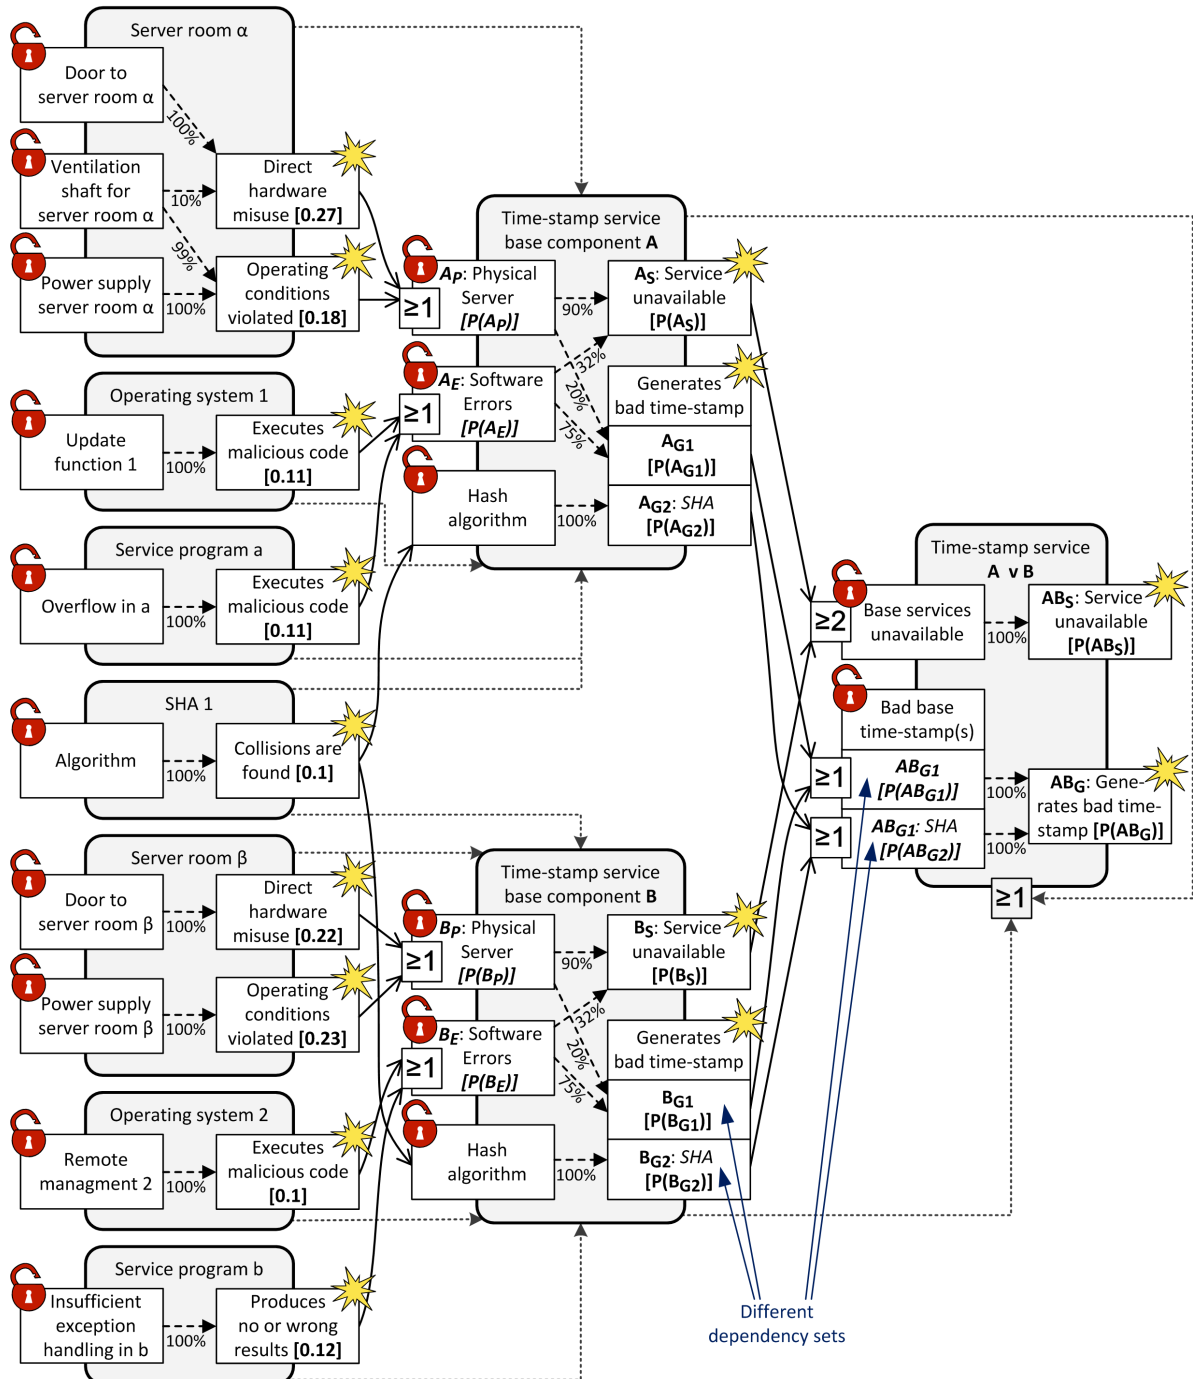 Server room α
Door to
server room α
100%
Ventilation
shaft for
server room α
10%
99%
Direct
hardware
misuse [0.27]
Power supply
server room α
100%
Operating
conditions
violated [0.18]
Operating system 1
Update
function 1
100%
Executes
malicious code
[0.11]
Service program a
Overflow in a
100%
Executes
malicious code
[0.11]
SHA 1
Algorithm
100%
Collisions are
found [0.1]
Server room β
Door to
server room β
100%
Direct
hardware
misuse [0.22]
Power supply
server room β
100%
Operating
conditions
violated [0.23]
Operating system 2
Remote
managment 2
100%
Executes
malicious code
[0.1]
Service program b
Insufficient
exception
handling in b
100%
Produces
no or wrong
results [0.12]
Time-stamp service
base component A
≥1
AP: Physical
Server
[P(AP)]
90%
20%
AS: Service
unavailable
[P(AS)]
≥1
AE: Software
Errors
[P(AE)]
32%
75%
Generates
bad time-stamp
AG1
[P(AG1)]
Hash
algorithm
100%
AG2: SHA
[P(AG2)]
Time-stamp service
base component B
≥1
BP: Physical
Server
[P(BP)]
90%
20%
BS: Service
unavailable
[P(BS)]
≥1
BE: Software
Errors
[P(BE)]
32%
75%
Generates
bad time-stamp
BG1
[P(BG1)]
Hash
algorithm
100%
BG2: SHA
[P(BG2)]
Time-stamp service
A v B
≥2
Base services
unavailable
100%
ABS: Service
unavailable
[P(ABS)]
Bad base
time-stamp(s)
≥1
ABG1
[P(ABG1)]
100%
≥1
ABG1: SHA
[P(ABG2)]
100%
ABG: Gene-
rates bad time-
stamp [P(ABG)]
≥1
Different
dependency sets